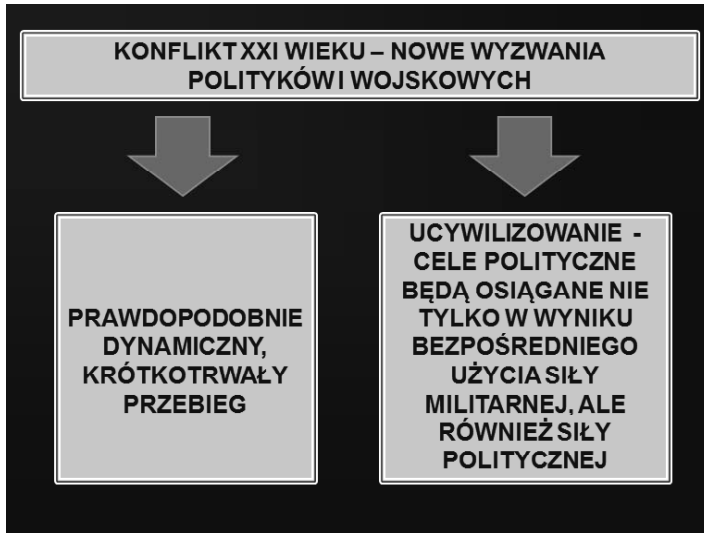 KONFLIKT XXI WIEKU – NOWE WYZWANIA
POLITYKÓW I WOJSKOWYCH
PRAWDOPODOBNIE
DYNAMICZNY,
KRÓTKOTRWAŁY
PRZEBIEG
UCYWILIZOWANIE -
CELE POLITYCZNE
BĘDĄ OSIĄGANE NIE
TYLKO W WYNIKU
BEZPOŚREDNIEGO
UŻYCIA SIŁY
MILITARNEJ, ALE
RÓWNIEŻ SIŁY
POLITYCZNEJ